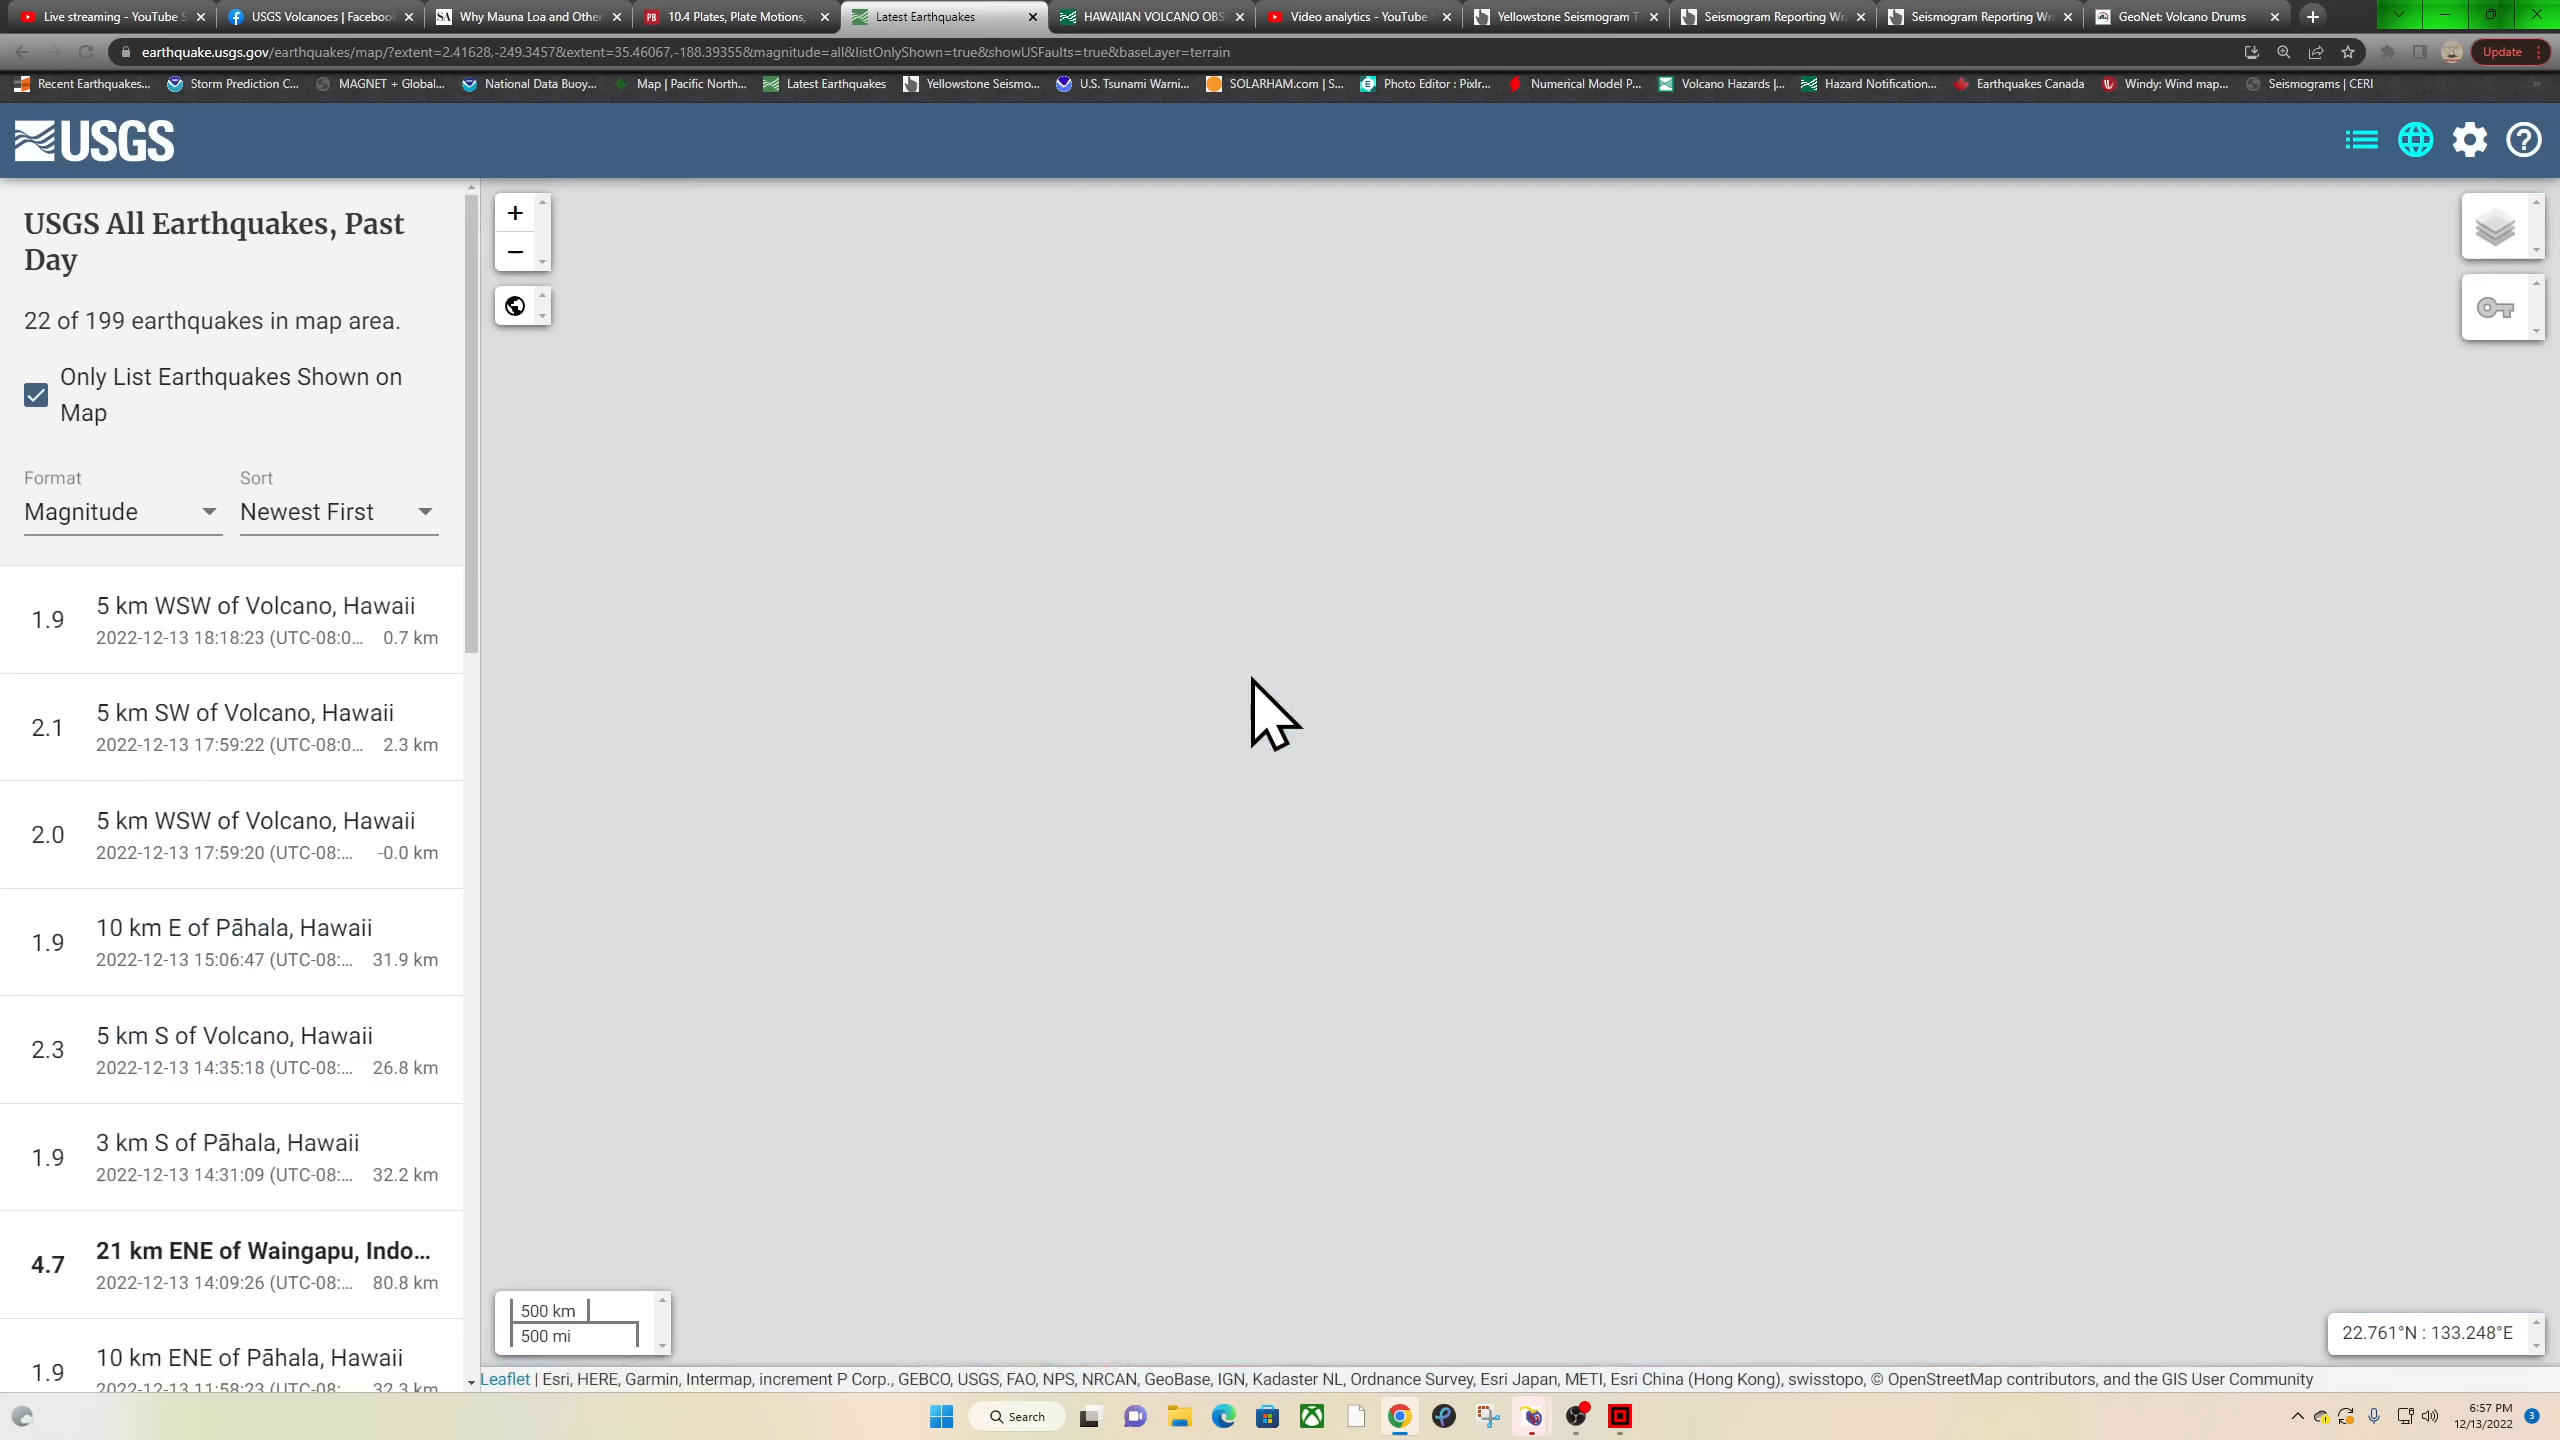 Live streaming - YouTube S
USGS Volcanoes | Facebook
Why Mauna Loa and Other
10.4 Plates, Plate Motions,
Latest Earthquakes
HAWAIIAN VOLCANO OBS
Video analytics - YouTube
Yellowstone Seismogram T
Seismogram Reporting Wr
Seismogram Reporting Wr
GeoNet: Volcano Drums
earthquake.usgs.gov/earthquakes/map/?extent=2.41628,-249.3457&extent=35.46067,-188.39355&magnitude=all&listOnlyShown=true&showUSFaults=true&baseLayer=terrain
Update
Recent Earthquakes...
Storm Prediction C...
MAGNET + Global...
National Data Buoy...
Map | Pacific North...
Latest Earthquakes
Yellowstone Seismo...
U.S. Tsunami Warni...
SOLARHAM.com | S...
Photo Editor : Pixlr...
Numerical Model P...
Volcano Hazards |...
Hazard Notification...
Earthquakes Canada
Windy: Wind map...
Seismograms | CERI
USGS
USGS All Earthquakes, Past
Day
22 of 199 earthquakes in map area.
Only List Earthquakes Shown on
Map
Format
Sort
Magnitude
Newest First
1.9
5 km WSW of Volcano, Hawaii
2022-12-13 18:18:23 (UTC-08:0... 0.7 km
2.1
5 km SW of Volcano, Hawaii
2022-12-13 17:59:22 (UTC-08:0... 2.3 km
2.0
5 km WSW of Volcano, Hawaii
2022-12-13 17:59:20 (UTC-08:... -0.0 km
1.9
10 km E of Pāhala, Hawaii
2022-12-13 15:06:47 (UTC-08:... 31.9 km
2.3
5 km S of Volcano, Hawaii
2022-12-13 14:35:18 (UTC-08:... 26.8 km
1.9
3 km S of Pāhala, Hawaii
2022-12-13 14:31:09 (UTC-08:... 32.2 km
4.7
21 km ENE of Waingapu, Indo...
2022-12-13 14:09:26 (UTC-08:... 80.8 km
1.9
10 km ENE of Pāhala, Hawaii
2022-12-13 11:58:23 (UTC-08: 32.3 km
500 km
500 mi
22.761°N : 133.248°E
Leaflet | Esri, HERE, Garmin, Intermap, increment P Corp., GEBCO, USGS, FAO, NPS, NRCAN, GeoBase, IGN, Kadaster NL, Ordnance Survey, Esri Japan, METI, Esri China (Hong Kong), swisstopo, © OpenStreetMap contributors, and the GIS User Community
Search
6:57 PM
12/13/2022
3